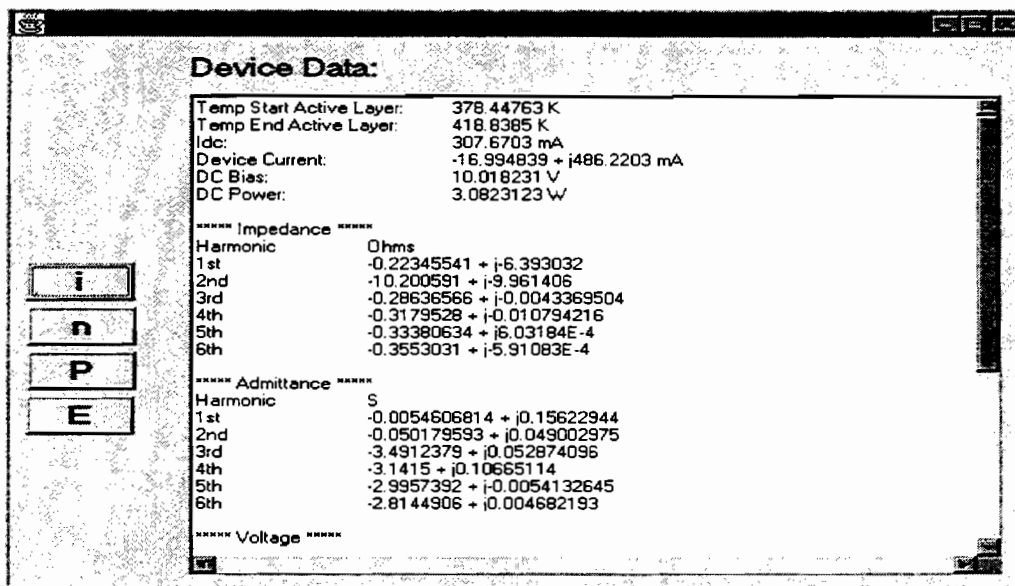 Device Data:
Temp Start Active Layer: 378.44763 K
Temp End Active Layer: 418.8385 K
Idc: 307.6703 mA
Device Current: -16.994839 + j486.2203 mA
DC Bias: 10.018231 V
DC Power: 3.0823123 W
***** Impedance *****
Harmonic Ohms
1st -0.22345541 + j-6.393032
2nd -10.200591 + j-9.961406
3rd -0.28636566 + j-0.0043369504
4th -0.3179528 + j-0.010794216
5th -0.33380634 + j6.03184E-4
6th -0.3553031 + j-5.91083E-4
***** Admittance *****
Harmonic S
1st -0.0054606814 + j0.15622944
2nd -0.050179593 + j0.049002975
3rd -3.4912379 + j0.052874096
4th -3.1415 + j0.10665114
5th -2.9957392 + j-0.0054132645
6th -2.8144906 + j0.004682193
***** Voltage *****
i
n
P
E